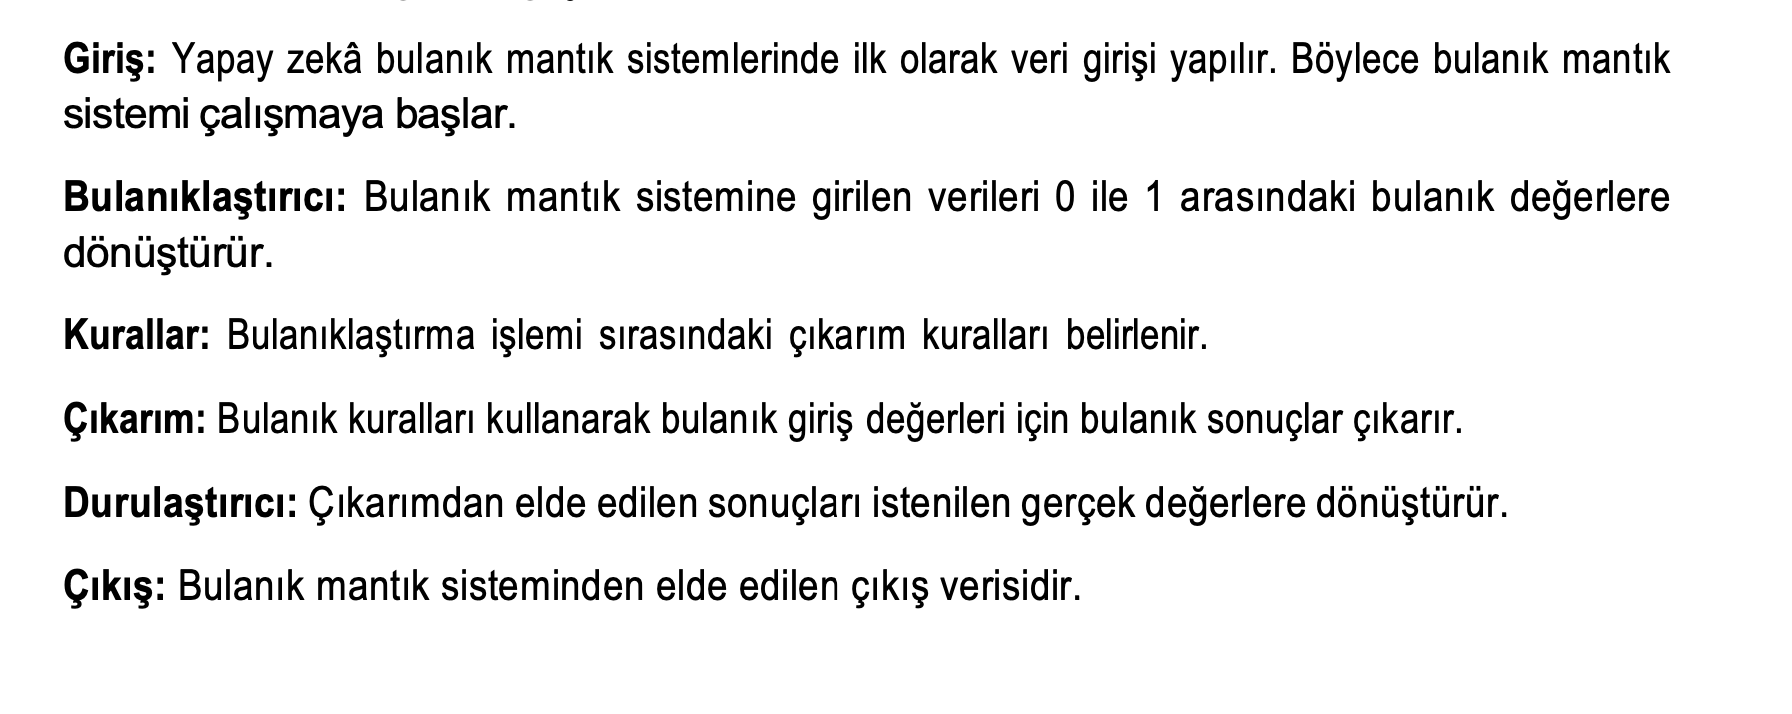 Giriş: Yapay zekâ bulanık mantık sistemlerinde ilk olarak veri girişi yapılır. Böylece bulanık mantık
sistemi çalışmaya başlar.
Bulanıklaştırıcı: Bulanık mantık sistemine girilen verileri 0 ile 1 arasındaki bulanık değerlere
dönüştürür.
Kurallar: Bulanıklaştırma işlemi sırasındaki çıkarım kuralları belirlenir.
Çıkarım: Bulanık kuralları kullanarak bulanık giriş değerleri için bulanık sonuçlar çıkarır.
Durulaştırıcı: Çıkarımdan elde edilen sonuçları istenilen gerçek değerlere dönüştürür.
Çıkış: Bulanık mantık sisteminden elde edilen çıkış verisidir.